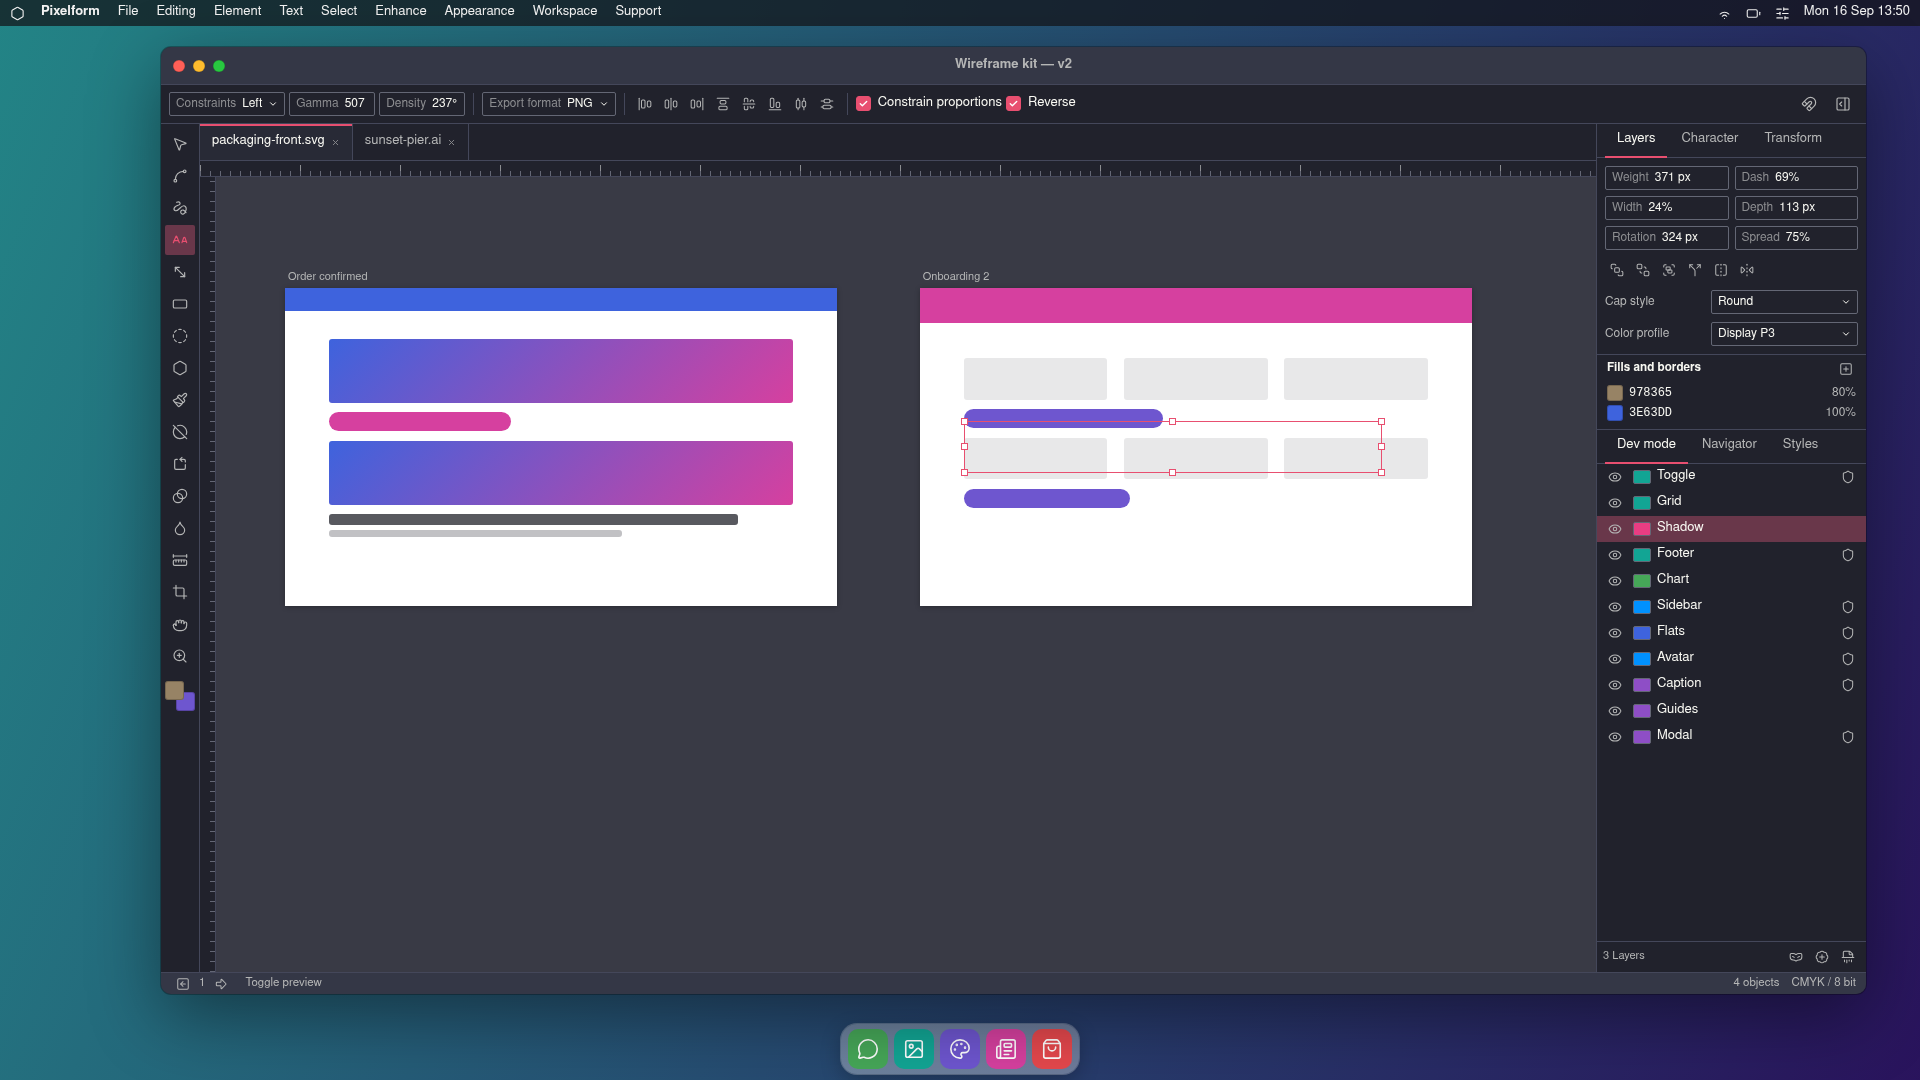 Pixelform File Editing Element Text Select Enhance Appearance Workspace Support Mon 16 Sep 13:50
Wireframe kit — v2
Constraints Left Gamma 507 Density 237° Export format PNG Constrain proportions Reverse
packaging-front.svg sunset-pier.ai
Layers Character Transform
Weight 371 px Dash 69%
Width 24% Depth 113 px
Rotation 324 px Spread 75%
Cap style Round
Color profile Display P3
Fills and borders
978365 80%
3E63DD 100%
Dev mode Navigator Styles
Toggle
Grid
Shadow
Footer
Chart
Sidebar
Flats
Avatar
Caption
Guides
Modal
3 Layers
AA
Order confirmed
Onboarding 2
1 Toggle preview 4 objects CMYK / 8 bit